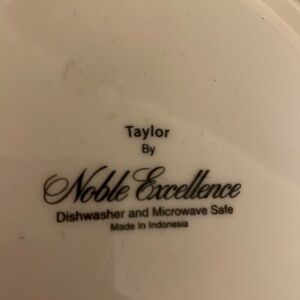 Taylor
By
Noble Excellence
Dishwasher and Microwave Safe
Made In Indonesia